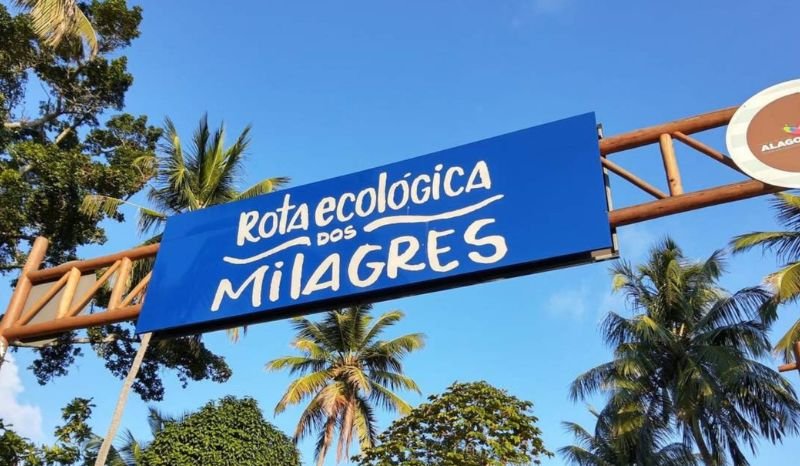 Rota ecológica
dos
Milagres